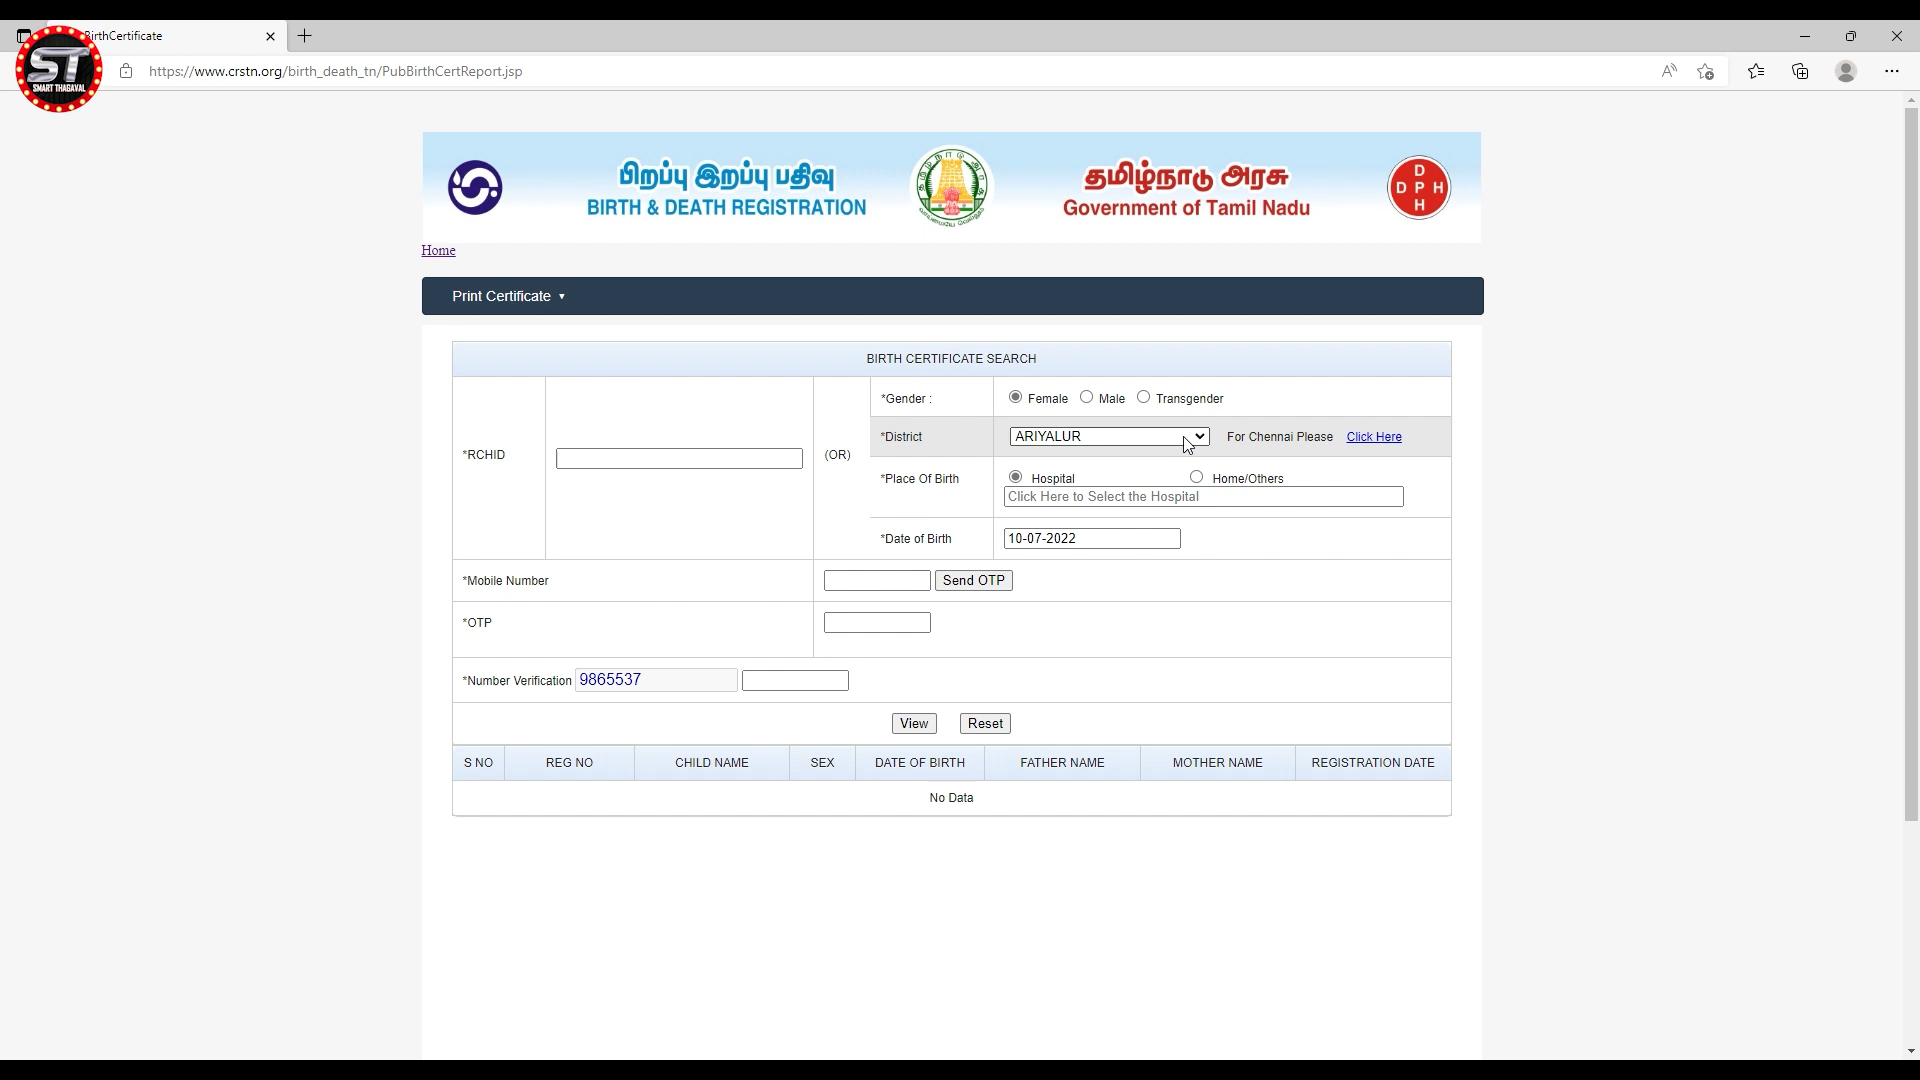 BirthCertificate
https://www.crstn.org/birth_death_tn/PubBirthCertReport.jsp
ST
SMART THAGAVAL
பிறப்பு இறப்பு பதிவு
BIRTH & DEATH REGISTRATION
தமிழ்நாடு அரசு
Government of Tamil Nadu
D
D P H
H
Home
Print Certificate
BIRTH CERTIFICATE SEARCH
*RCHID
(OR)
*Gender :
Female Male Transgender
*District
ARIYALUR
For Chennai Please Click Here
*Place Of Birth
Hospital Home/Others
Click Here to Select the Hospital
*Date of Birth
10-07-2022
*Mobile Number
Send OTP
*OTP
*Number Verification 9865537
View Reset
S NO REG NO CHILD NAME SEX DATE OF BIRTH FATHER NAME MOTHER NAME REGISTRATION DATE
No Data